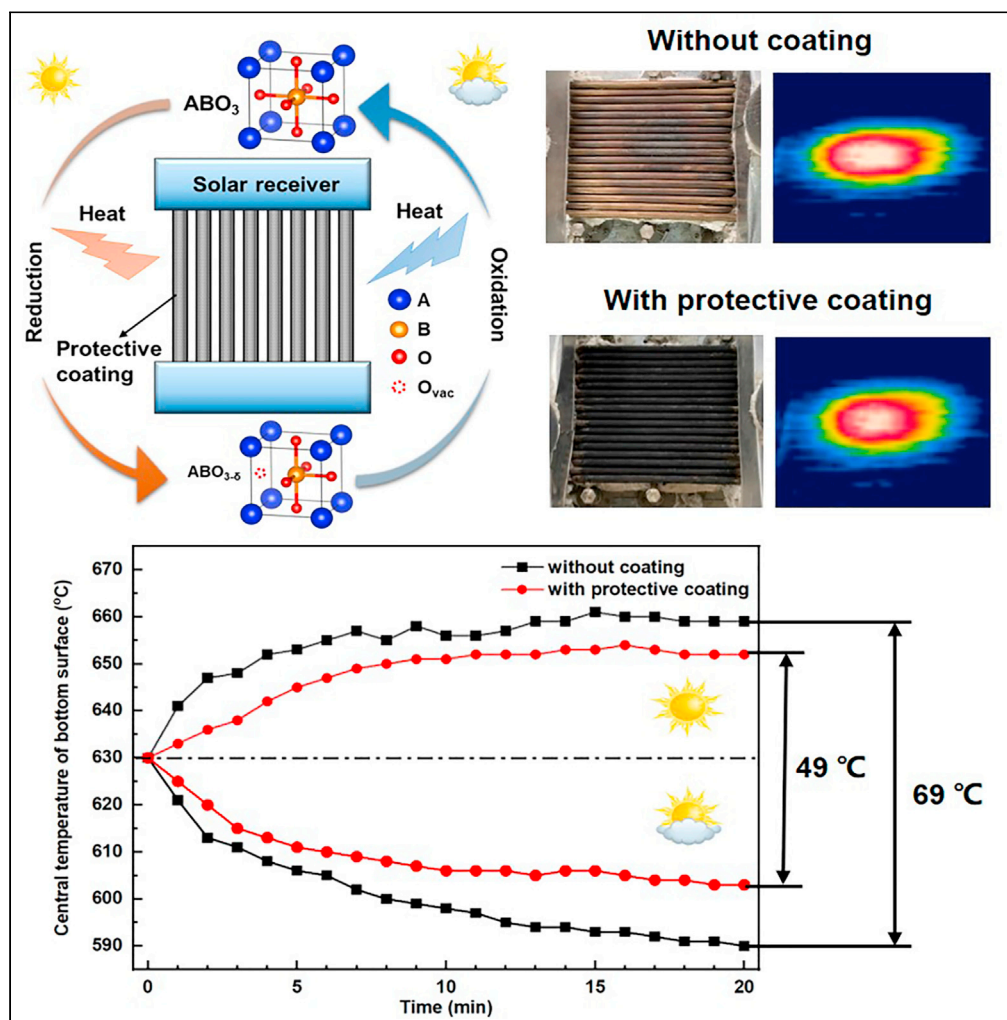 ABO₃
Solar receiver
Heat
Heat
Reduction
Oxidation
Protective
coating
A
B
O
Oᵥₐc
ABO₃₋δ
Without coating
With protective coating
without coating
with protective coating
Central temperature of bottom surface (°C)
670
660
650
640
630
620
610
600
590
0
5
10
15
20
Time (min)
49 ℃
69 ℃